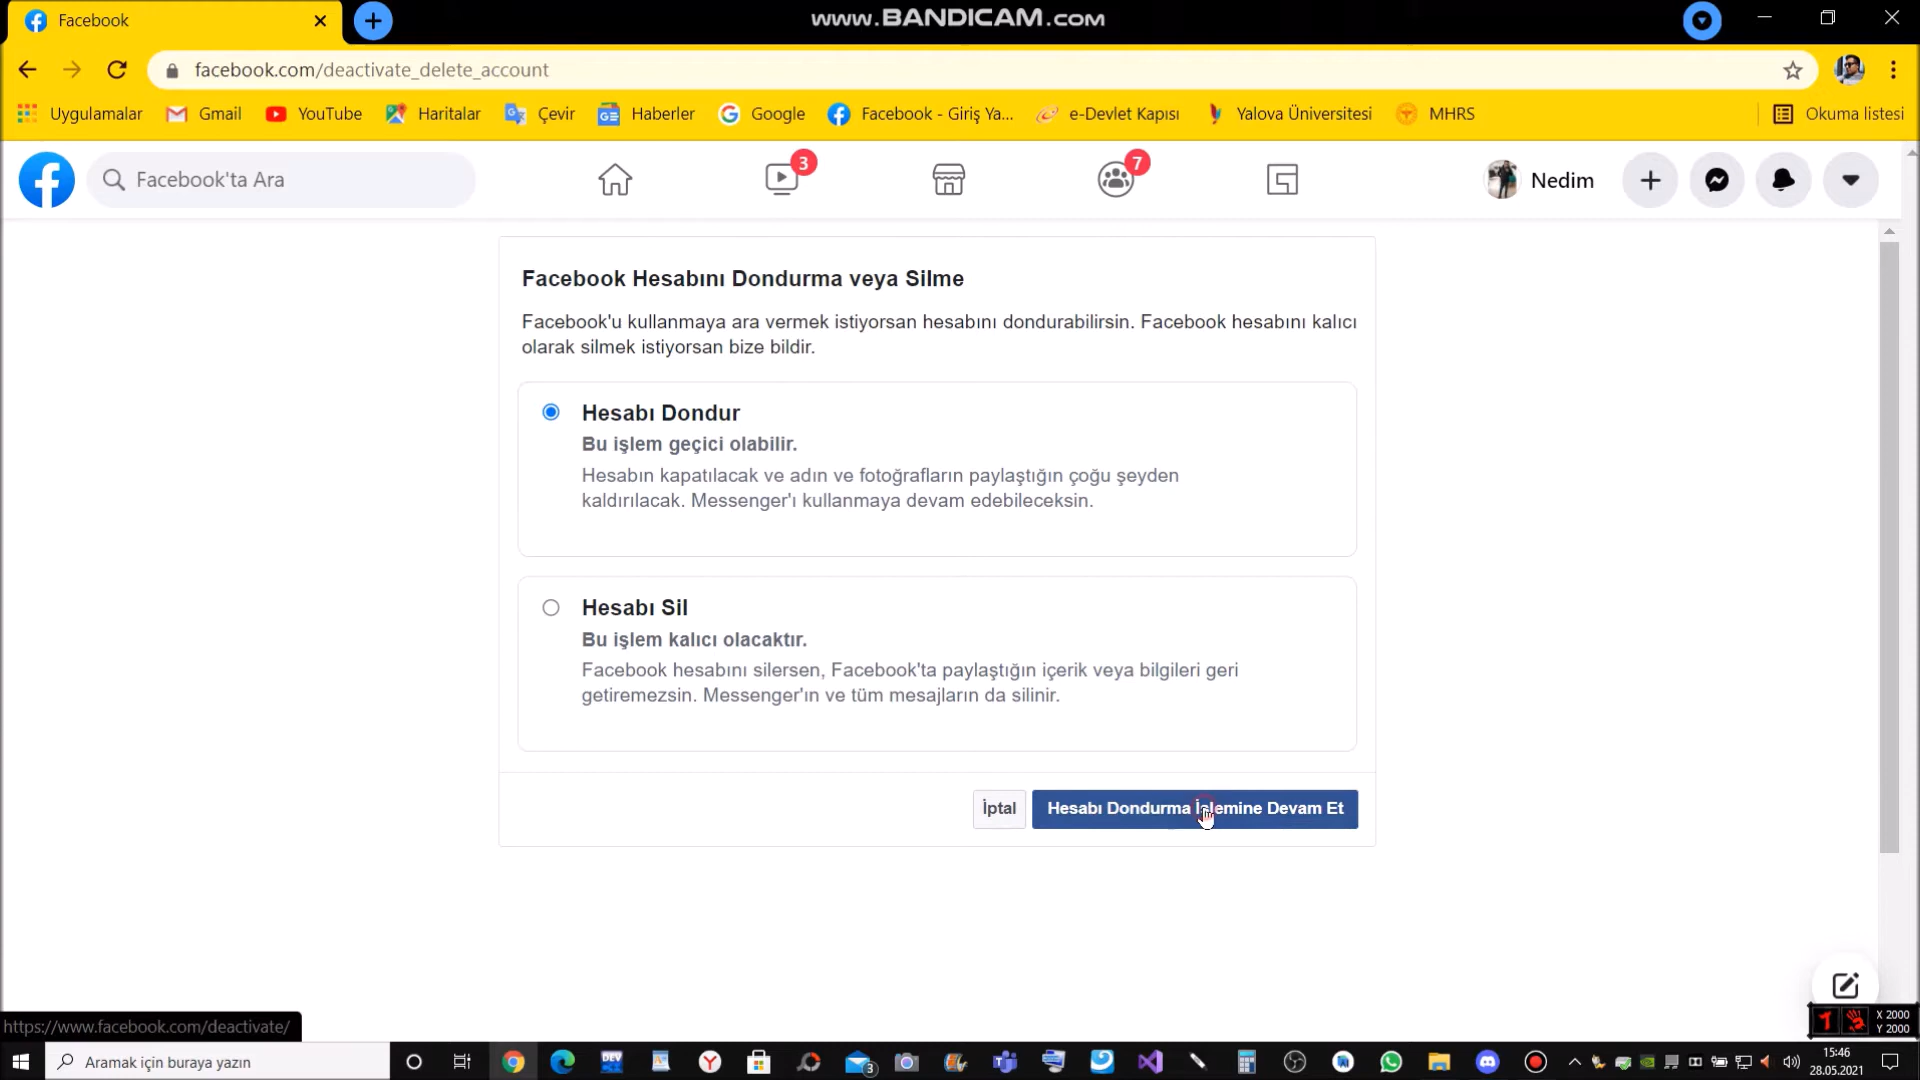 Facebook
www.BANDICAM.com
facebook.com/deactivate_delete_account
Uygulamalar
Gmail
YouTube
Haritalar
Çevir
Haberler
Google
Facebook - Giriş Ya...
e-Devlet Kapısı
Yalova Üniversitesi
MHRS
Okuma listesi
Facebook'ta Ara
3
7
Nedim
Facebook Hesabını Dondurma veya Silme
Facebook'u kullanmaya ara vermek istiyorsan hesabını dondurabilirsin. Facebook hesabını kalıcı
olarak silmek istiyorsan bize bildir.
Hesabı Dondur
Bu işlem geçici olabilir.
Hesabın kapatılacak ve adın ve fotoğrafların paylaştığın çoğu şeyden
kaldırılacak. Messenger'ı kullanmaya devam edebileceksin.
Hesabı Sil
Bu işlem kalıcı olacaktır.
Facebook hesabını silersen, Facebook'ta paylaştığın içerik veya bilgileri geri
getiremezsin. Messenger'ın ve tüm mesajların da silinir.
İptal
Hesabı Dondurma İşlemine Devam Et
https://www.facebook.com/deactivate/
X 2000
Y 2000
Aramak için buraya yazın
DEV
3
15:46
28.05.2021